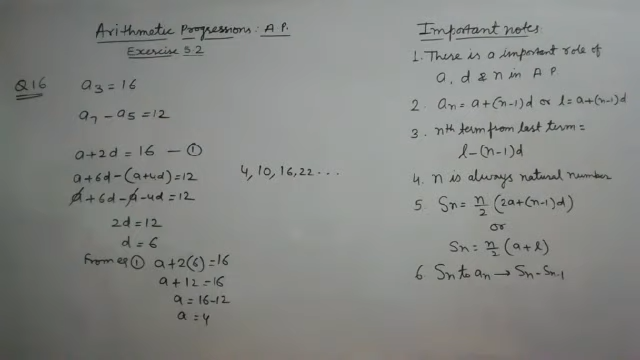 Arithmetic Progressions: A P.
Exercise 5.2
Q16 a₃ = 16
a₇ - a₅ = 12
a + 2d = 16 — ①
a + 6d - (a + 4d) = 12
a + 6d - a - 4d = 12
2d = 12
d = 6
From eq ① a + 2(6) = 16
a + 12 = 16
a = 16 - 12
a = 4
4, 10, 16, 22 ...
Important notes
1. There is a important role of
a, d & n in A P
2. an = a + (n-1)d or l = a + (n-1)d
3. nth term from last term =
l - (n-1)d
4. n is always natural number
5 Sn = n/2 (2a + (n-1)d)
or
Sn = n/2 (a + l)
6. Sn to an → Sn - Sn-1